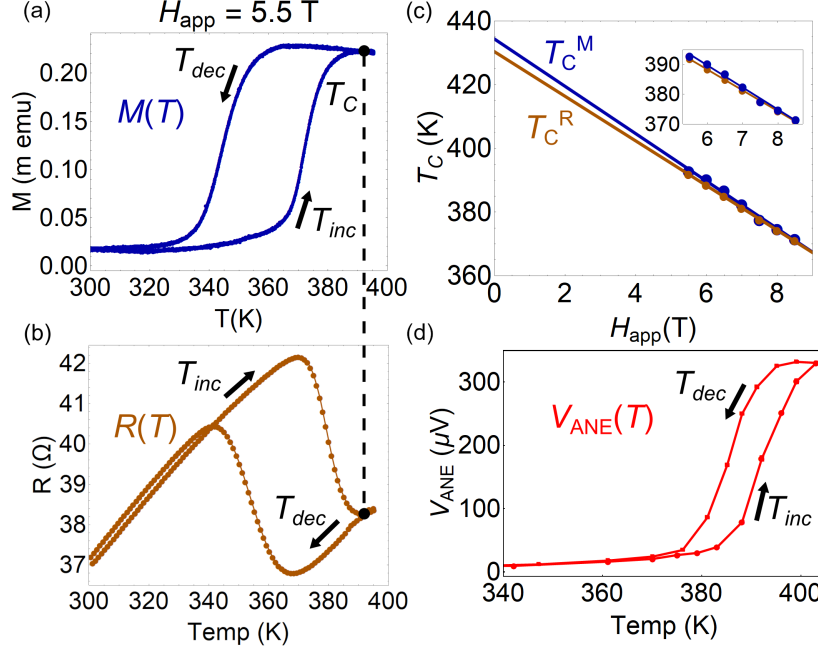 (a)
H_app = 5.5 T
M (m emu)
0.20
0.15
0.10
0.05
0.00
T_dec
M(T)
T_C
T_inc
300 320 340 360 380 400
T(K)
(b)
R (Ω)
42
41
40
39
38
37
T_inc
R(T)
T_dec
300 320 340 360 380 400
Temp (K)
(c)
T_C (K)
440
420
400
380
360
T_C^M
T_C^R
390
380
370
6 7 8
0 2 4 6 8
H_app(T)
(d)
V_ANE (μV)
300
200
100
0
T_dec
V_ANE(T)
T_inc
340 360 380 400
Temp (K)